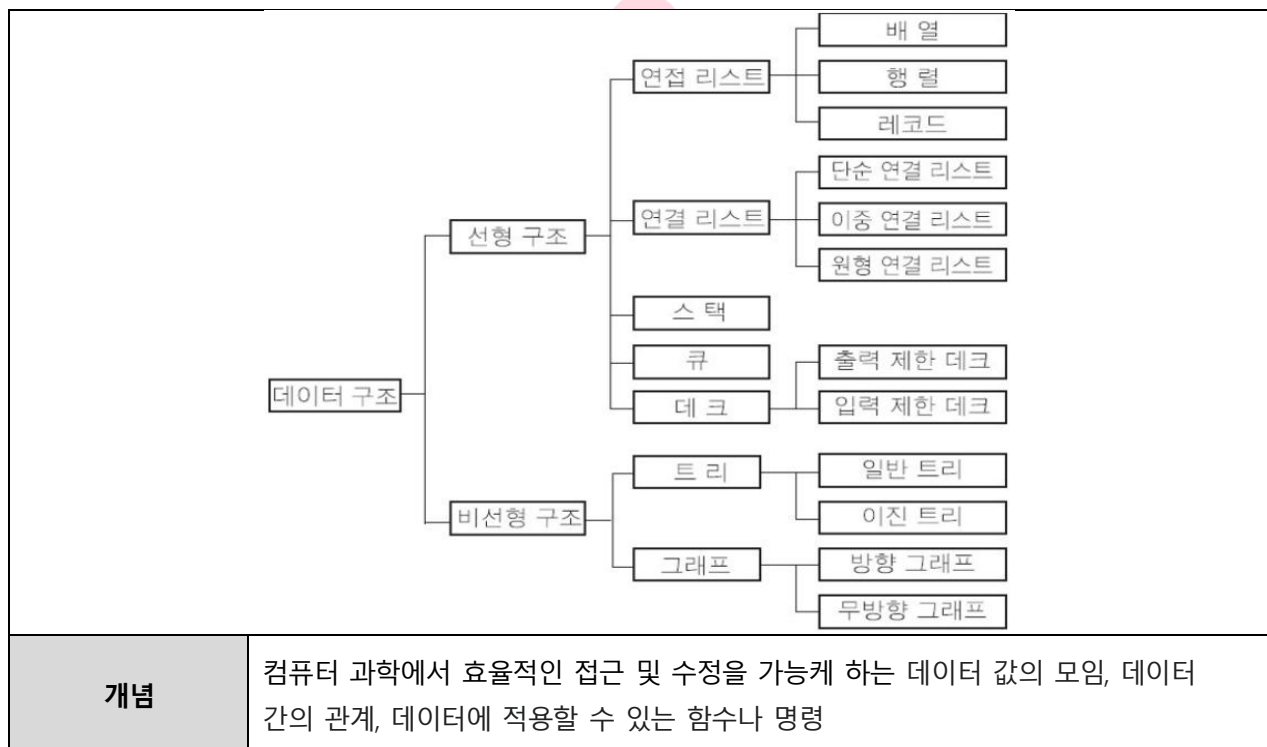 배 열
연접 리스트
행 렬
레코드
단순 연결 리스트
연결 리스트
이중 연결 리스트
선형 구조
원형 연결 리스트
스 택
큐
출력 제한 데크
데이터 구조
데 크
입력 제한 데크
트 리
일반 트리
비선형 구조
이진 트리
그래프
방향 그래프
무방향 그래프
개념
컴퓨터 과학에서 효율적인 접근 및 수정을 가능케 하는 데이터 값의 모임, 데이터
간의 관계, 데이터에 적용할 수 있는 함수나 명령